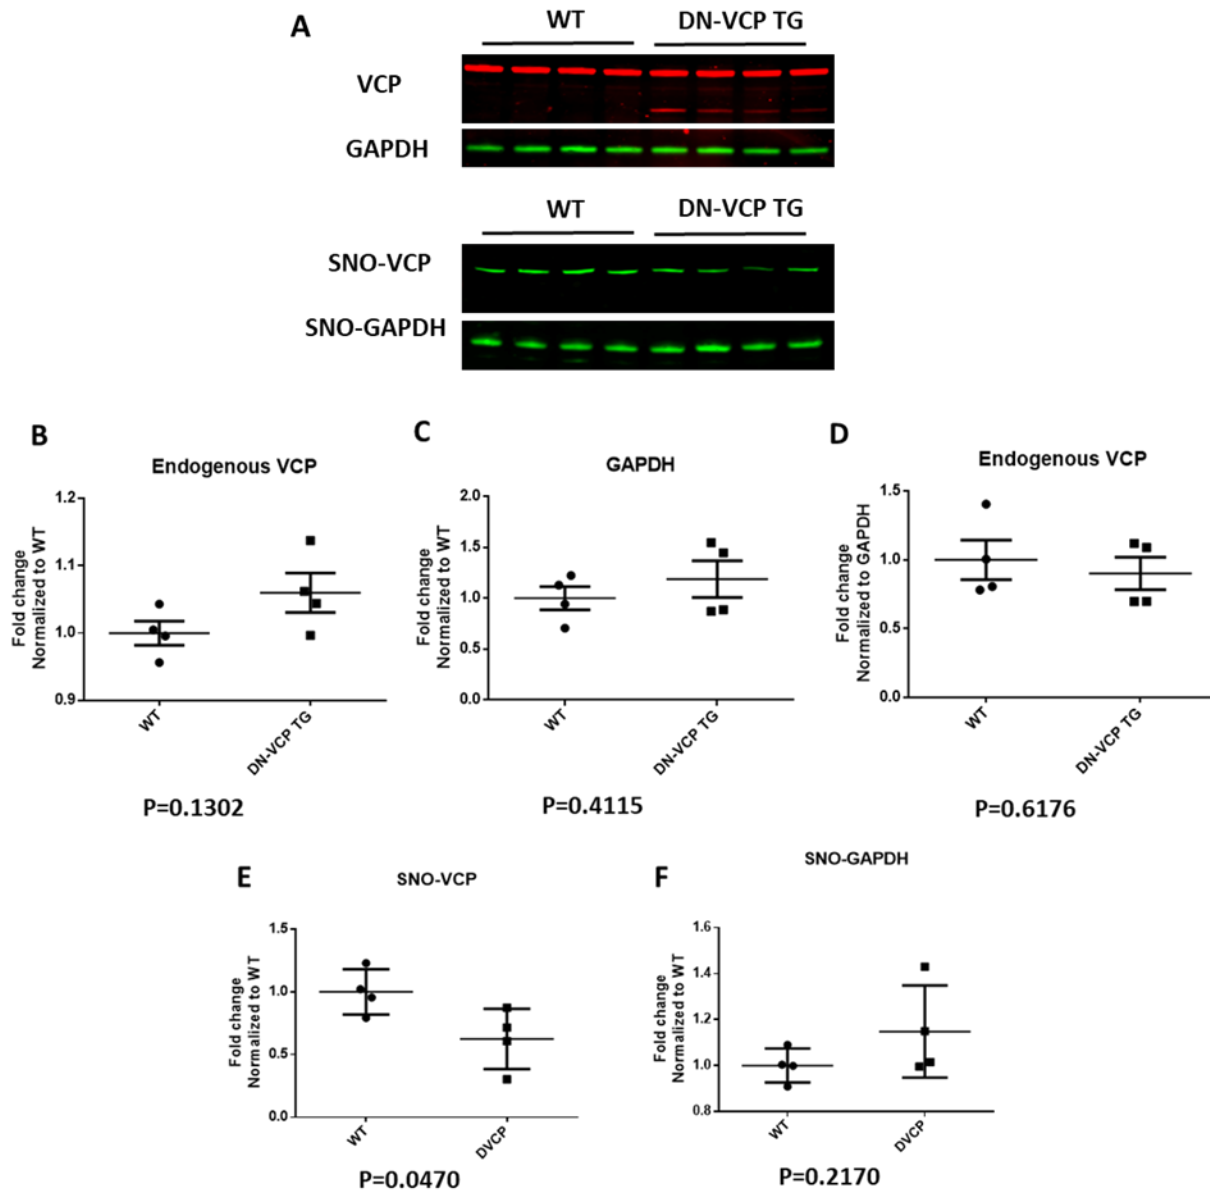 A
WT DN-VCP TG
VCP
GAPDH
WT DN-VCP TG
SNO-VCP
SNO-GAPDH
B
Endogenous VCP
Fold change
Normalized to WT
1.2
1.1
1.0
0.9
WT
DN-VCP TG
P=0.1302
C
GAPDH
Fold change
Normalized to WT
2.0
1.5
1.0
0.5
0.0
WT
DN-VCP TG
P=0.4115
D
Endogenous VCP
Fold change
Normalized to GAPDH
1.5
1.0
0.5
0.0
WT
DN-VCP TG
P=0.6176
E
SNO-VCP
Fold change
Normalized to WT
1.5
1.0
0.5
0.0
WT
DVCP
P=0.0470
F
SNO-GAPDH
Fold change
Normalized to WT
1.6
1.4
1.2
1.0
0.8
WT
DVCP
P=0.2170